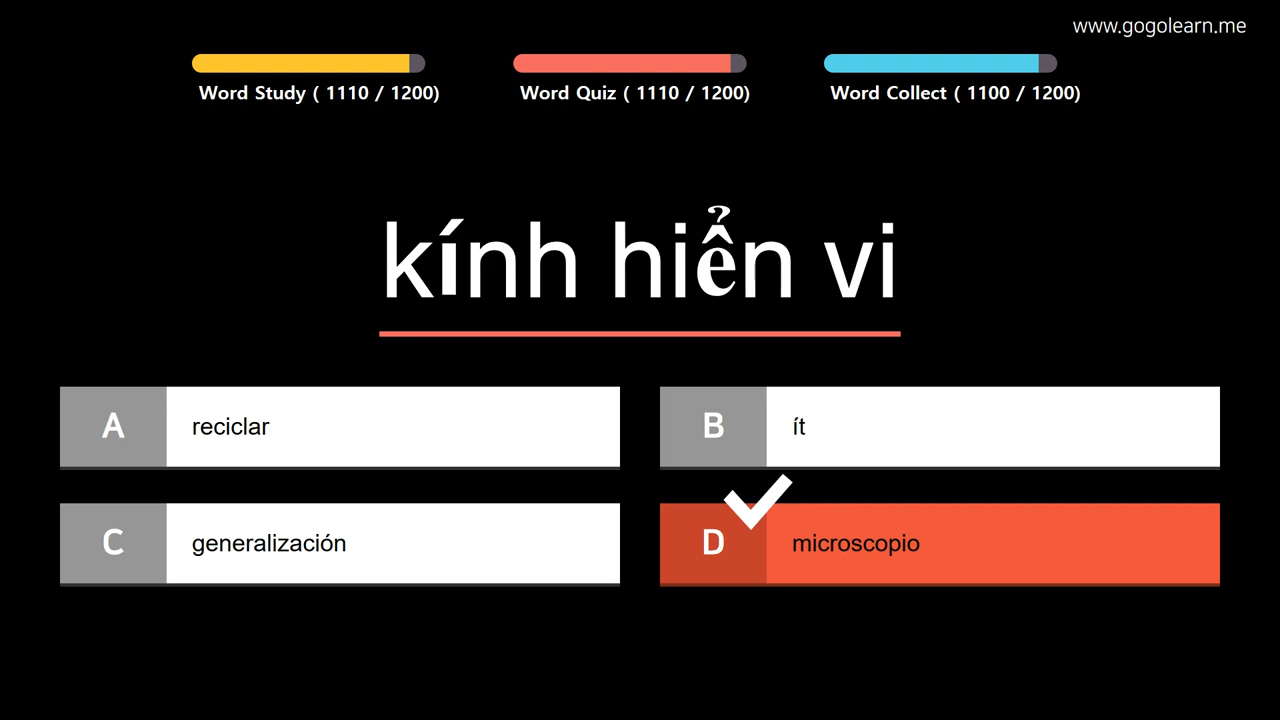 www.gogolearn.me
Word Study ( 1110 / 1200)
Word Quiz ( 1110 / 1200)
Word Collect ( 1100 / 1200)
kính hiển vi
A reciclar
B ít
C generalización
D microscopio